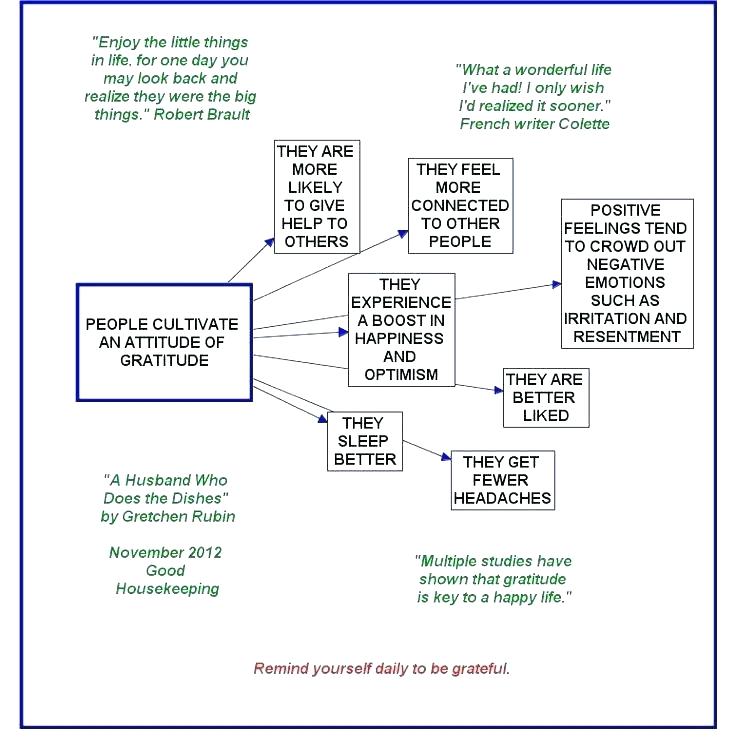 "Enjoy the little things
in life, for one day you
may look back and
realize they were the big
things." Robert Brault
"What a wonderful life
I've had! I only wish
I'd realized it sooner."
French writer Colette
THEY ARE
MORE
LIKELY
TO GIVE
HELP TO
OTHERS
THEY FEEL
MORE
CONNECTED
TO OTHER
PEOPLE
POSITIVE
FEELINGS TEND
TO CROWD OUT
NEGATIVE
EMOTIONS
SUCH AS
IRRITATION AND
RESENTMENT
PEOPLE CULTIVATE
AN ATTITUDE OF
GRATITUDE
THEY
EXPERIENCE
A BOOST IN
HAPPINESS
AND
OPTIMISM
THEY ARE
BETTER
LIKED
THEY
SLEEP
BETTER
THEY GET
FEWER
HEADACHES
"A Husband Who
Does the Dishes"
by Gretchen Rubin
November 2012
Good
Housekeeping
"Multiple studies have
shown that gratitude
is key to a happy life."
Remind yourself daily to be grateful.